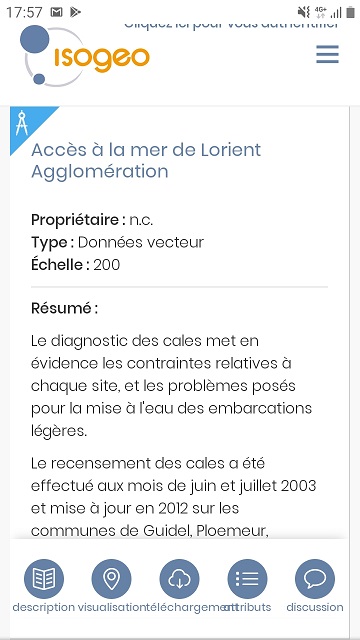 17:57 4G+
Cliquez ici pour vous authentifier
isogeo
Accès à la mer de Lorient
Agglomération
Propriétaire : n.c.
Type : Données vecteur
Échelle : 200
Résumé :
Le diagnostic des cales met en
évidence les contraintes relatives à
chaque site, et les problèmes posés
pour la mise à l'eau des embarcations
légères.
Le recensement des cales a été
effectué aux mois de juin et juillet 2003
et mise à jour en 2012 sur les
communes de Guidel, Ploemeur,
description visualisation téléchargement attributs discussion